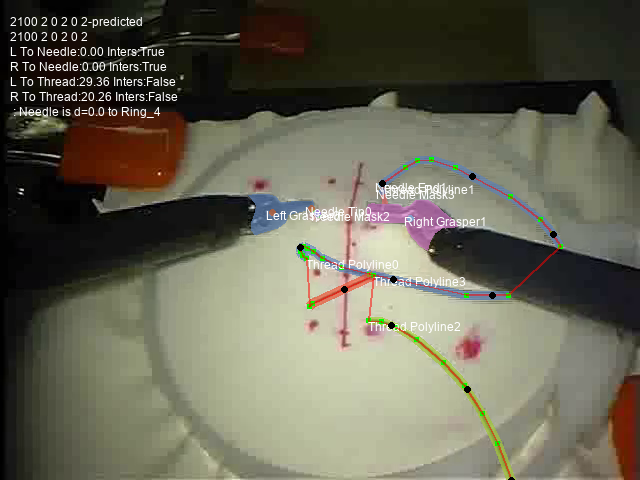 2100 2 0 2 0 2-predicted
2100 2 0 2 0 2
L To Needle:0.00 Inters:True
R To Needle:0.00 Inters:True
L To Thread:29.36 Inters:False
R To Thread:20.26 Inters:False
: Needle is d=0.0 to Ring_4
Needle End1
Thread Polyline1
Needle Mask3
Left Grasper
Needle Tip0
Needle Mask2
Right Grasper1
Thread Polyline0
Thread Polyline3
Thread Polyline2